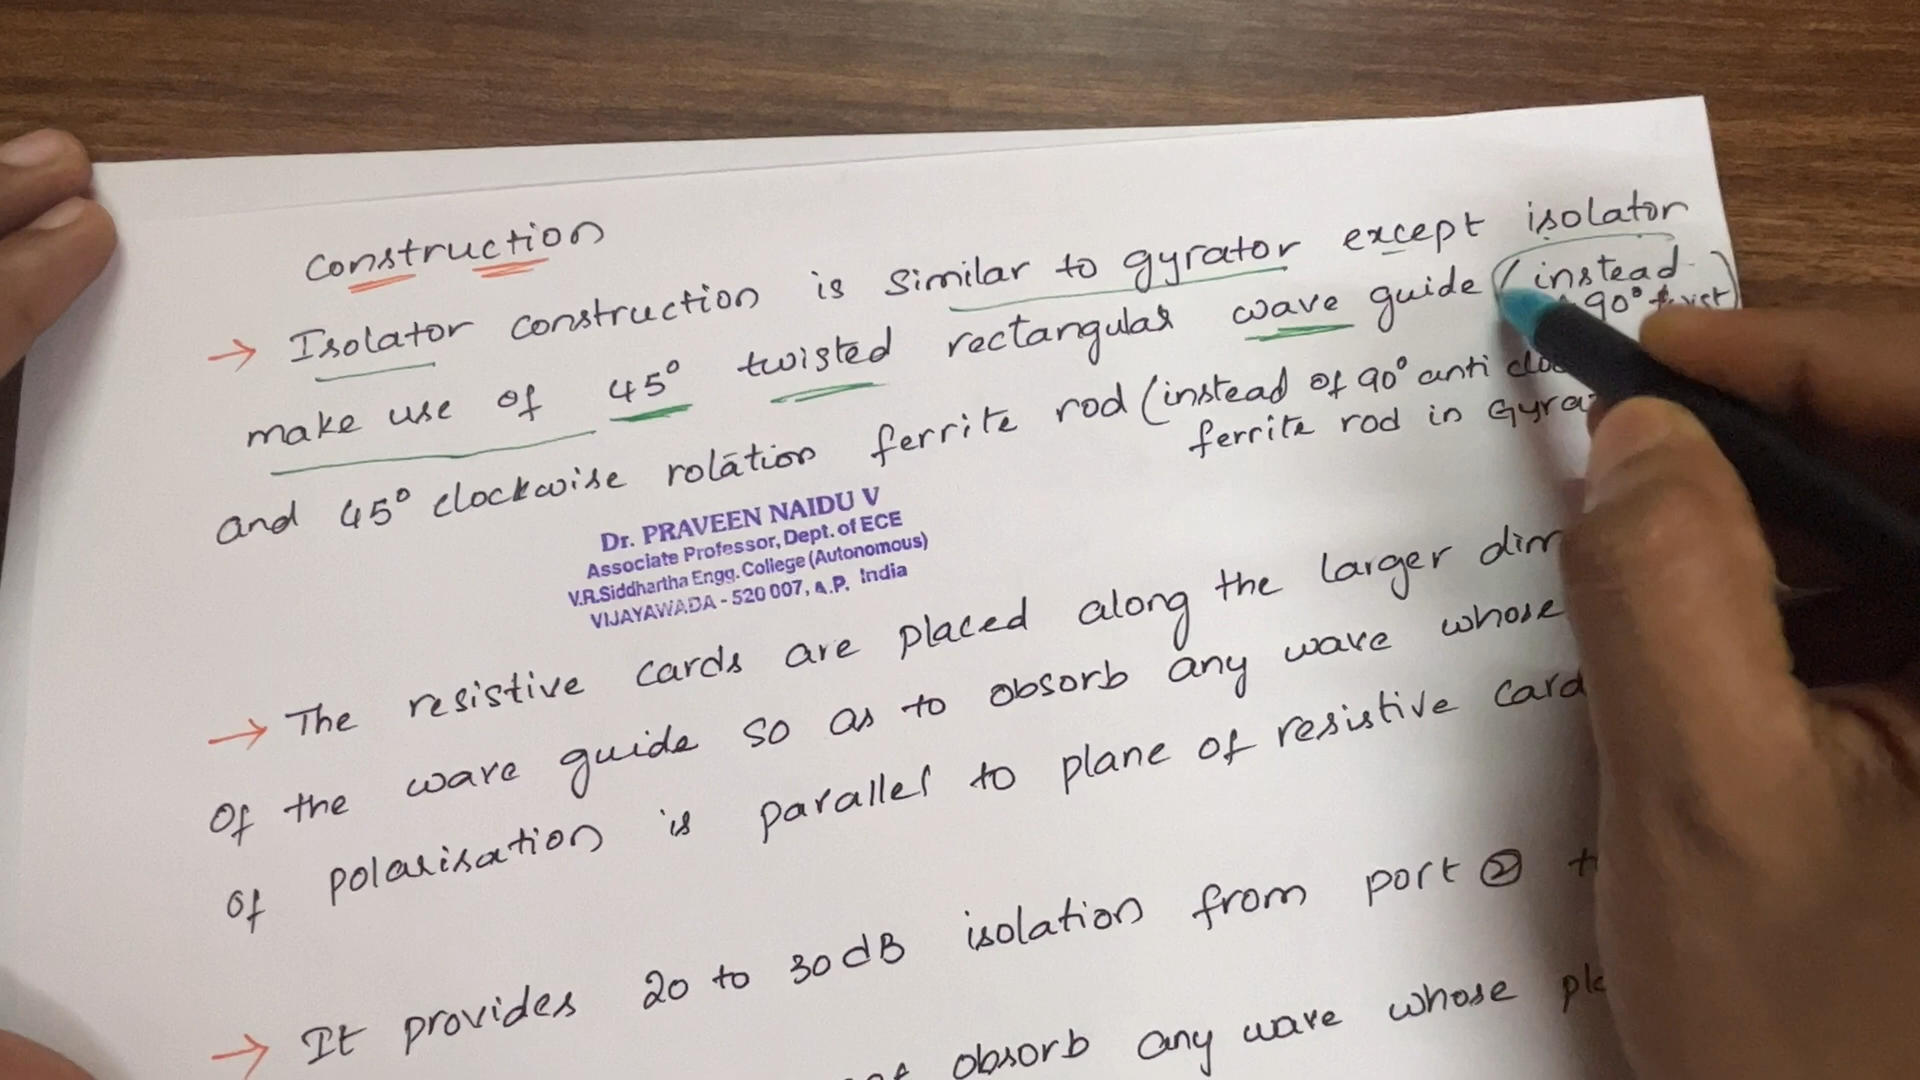 Construction
→ Isolator construction is similar to gyrator except isolator
make use of 45° twisted rectangular wave guide (instead
90° twist)
and 45° clockwise rotation ferrite rod (instead of 90° anti
ferrite rod in
Dr. PRAVEEN NAIDU V
Associate Professor, Dept. of ECE
V.R.Siddhartha Engg. College (Autonomous)
VIJAYAWADA - 520 007, A.P. India
→ The resistive cards are placed along the larger
Of the wave guide so as to absorb any wave whose
of polarisation is parallel to plane of resistive card
→ It provides 20 to 30 dB isolation from port ②
absorb any wave whose